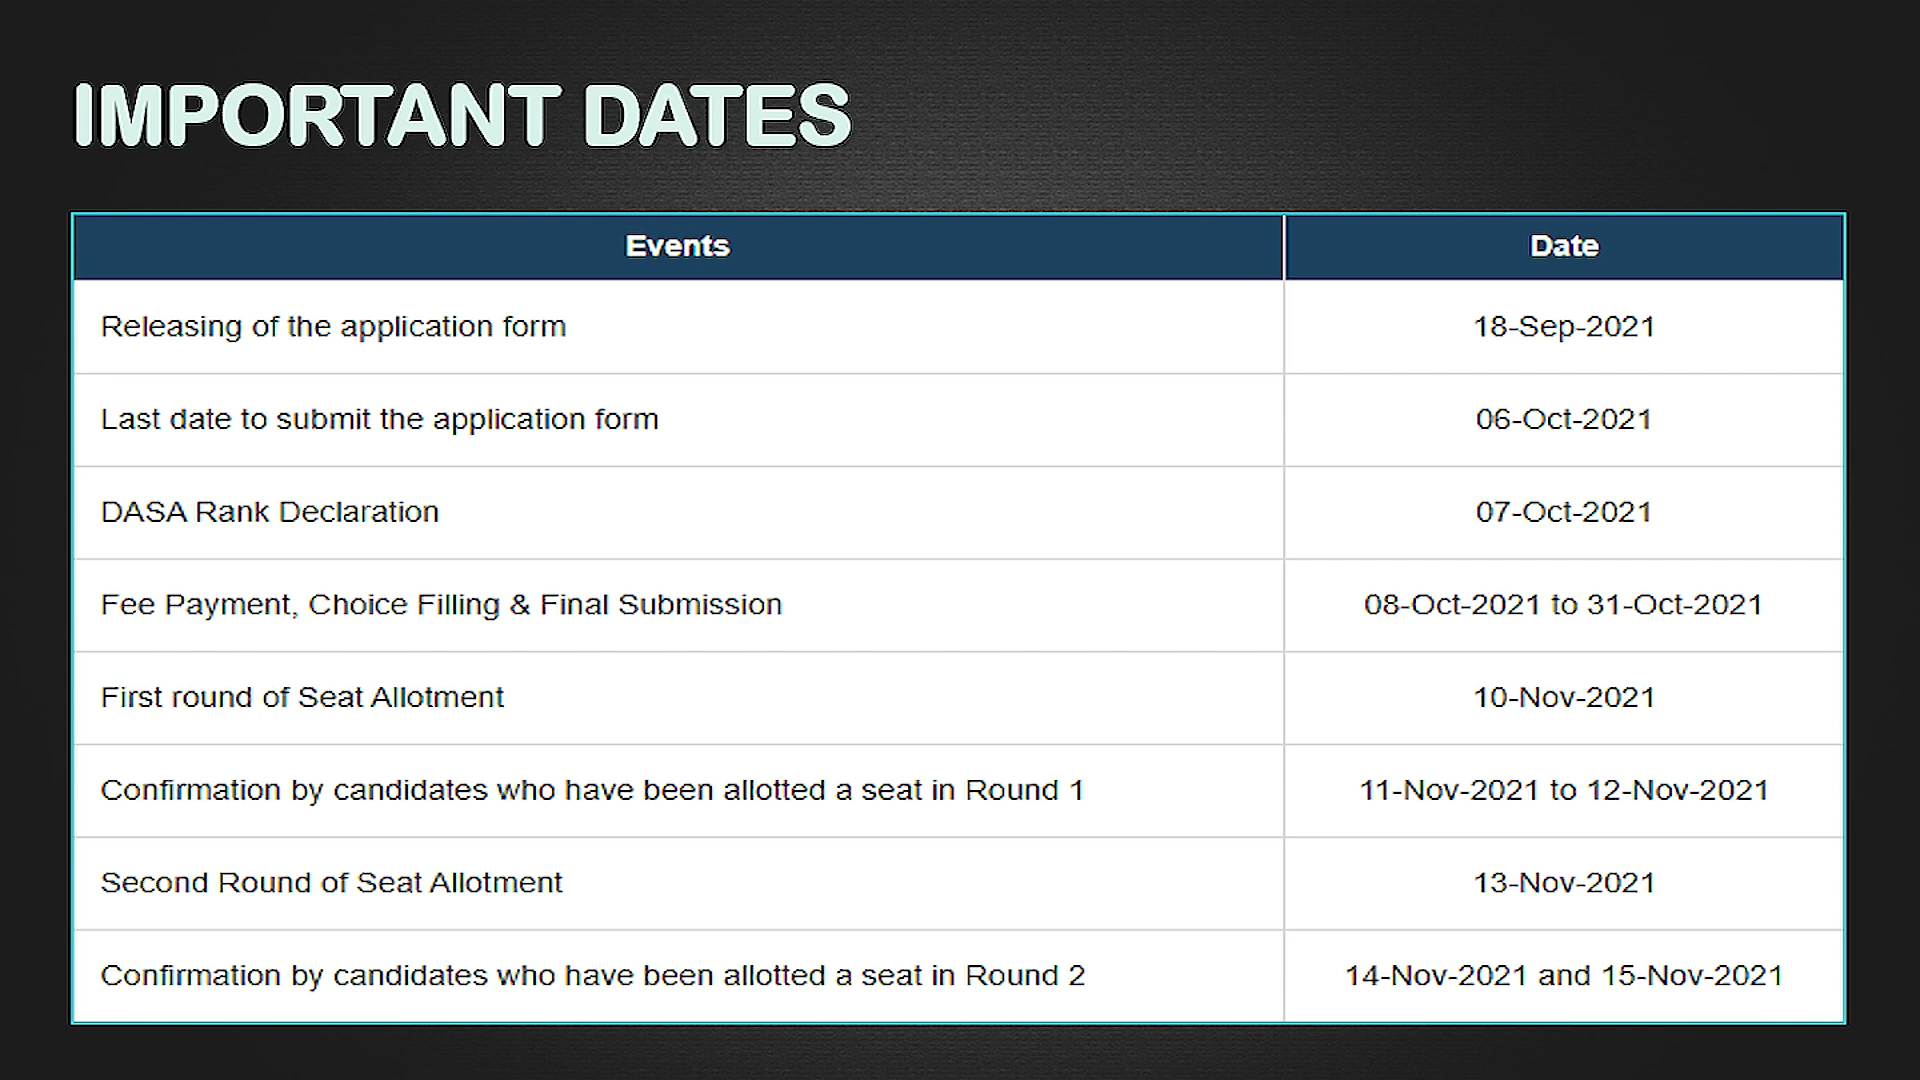 IMPORTANT DATES
Events Date
Releasing of the application form 18-Sep-2021
Last date to submit the application form 06-Oct-2021
DASA Rank Declaration 07-Oct-2021
Fee Payment, Choice Filling & Final Submission 08-Oct-2021 to 31-Oct-2021
First round of Seat Allotment 10-Nov-2021
Confirmation by candidates who have been allotted a seat in Round 1 11-Nov-2021 to 12-Nov-2021
Second Round of Seat Allotment 13-Nov-2021
Confirmation by candidates who have been allotted a seat in Round 2 14-Nov-2021 and 15-Nov-2021